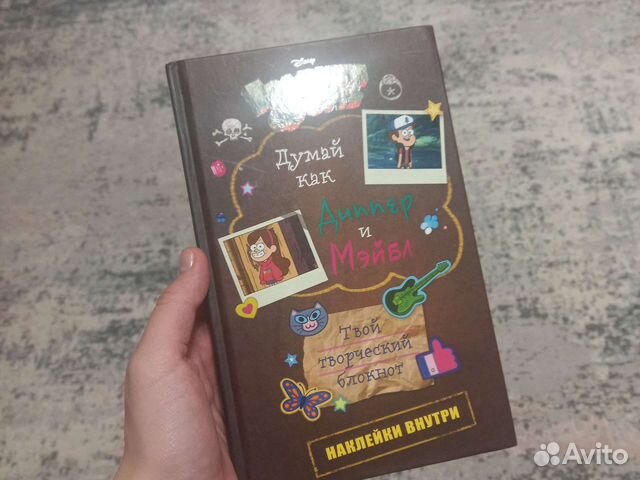 Disney
Думай
как
Диппер
и
Мэйбл
Твой
творческий
блокнот
НАКЛЕЙКИ ВНУТРИ
Avito